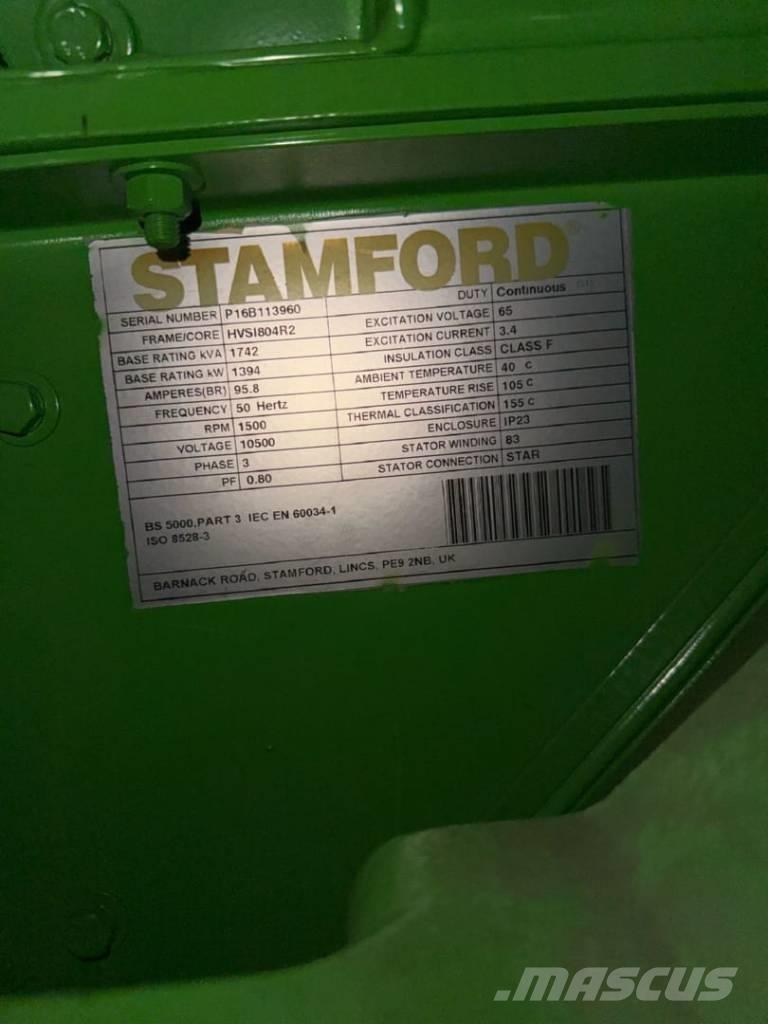 STAMFORD®
SERIAL NUMBER P16B113960
FRAME/CORE HVSI804R2
BASE RATING kVA 1742
BASE RATING kW 1394
AMPERES(BR) 95.8
FREQUENCY 50 Hertz
RPM 1500
VOLTAGE 10500
PHASE 3
PF 0.80
DUTY Continuous
EXCITATION VOLTAGE 65
EXCITATION CURRENT 3.4
INSULATION CLASS CLASS F
AMBIENT TEMPERATURE 40 C
TEMPERATURE RISE 105 C
THERMAL CLASSIFICATION 155 C
ENCLOSURE IP23
STATOR WINDING 83
STATOR CONNECTION STAR
BS 5000,PART 3 IEC EN 60034-1
ISO 8528-3
BARNACK ROAD, STAMFORD, LINCS, PE9 2NB, UK
MASCUS